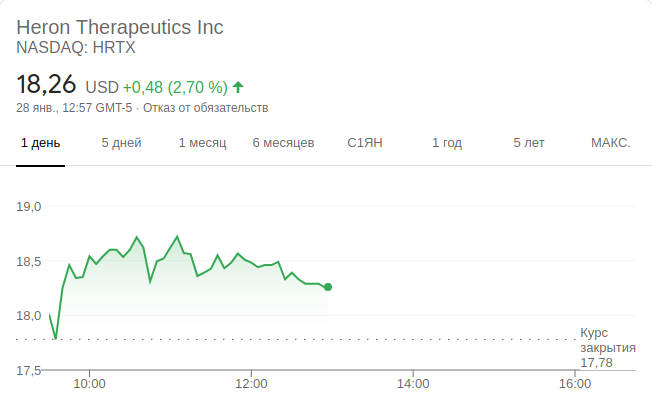 Heron Therapeutics Inc
NASDAQ: HRTX
18,26 USD +0,48 (2,70 %)
28 янв., 12:57 GMT-5 · Отказ от обязательств
1 день 5 дней 1 месяц 6 месяцев С1ЯН 1 год 5 лет МАКС.
19,0
18,5
18,0
Курс
закрытия
17,78
17,5
10:00 12:00 14:00 16:00